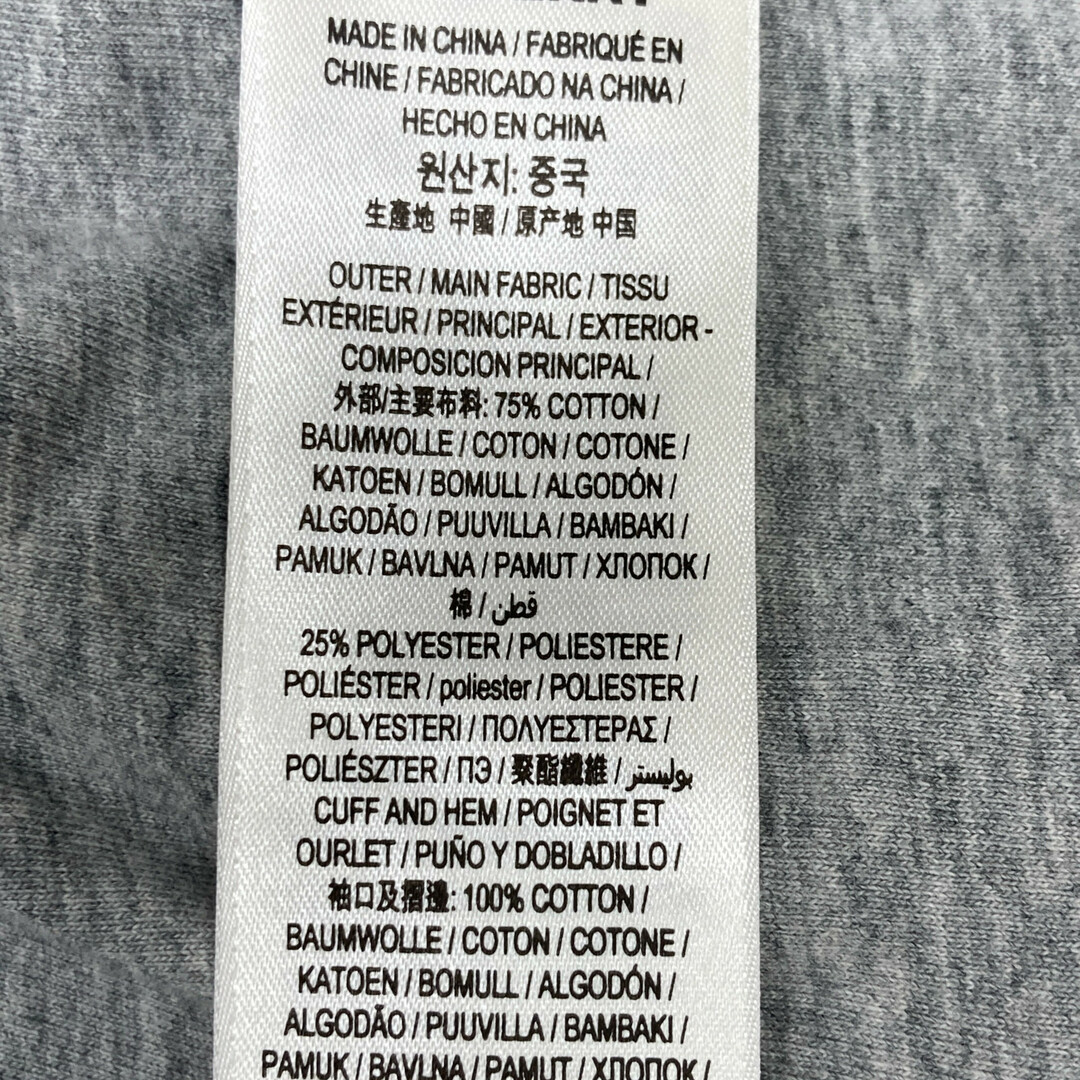 MADE IN CHINA / FABRIQUÉ EN
CHINE / FABRICADO NA CHINA /
HECHO EN CHINA
원산지: 중국
生產地 中國 / 原产地 中国
OUTER / MAIN FABRIC / TISSU
EXTÉRIEUR / PRINCIPAL / EXTERIOR -
COMPOSICION PRINCIPAL /
外部/主要布料: 75% COTTON /
BAUMWOLLE / COTON / COTONE /
KATOEN / BOMULL / ALGODÓN /
ALGODÃO / PUUVILLA / BAMBAKI /
PAMUK / BAVLNA / PAMUT / ХЛОПОК /
棉 / قطن
25% POLYESTER / POLIESTERE /
POLIÉSTER / poliester / POLIESTER /
POLYESTERI / ΠΟΛΥΕΣΤΕΡΑΣ /
POLIÉSZTER / ПЭ / 聚酯纖維 / بوليستر
CUFF AND HEM / POIGNET ET
OURLET / PUÑO Y DOBLADILLO /
袖口及摺邊: 100% COTTON /
BAUMWOLLE / COTON / COTONE /
KATOEN / BOMULL / ALGODÓN /
ALGODÃO / PUUVILLA / BAMBAKI /
PAMUK / BAVLNA / PAMUT / ХЛОПОК /